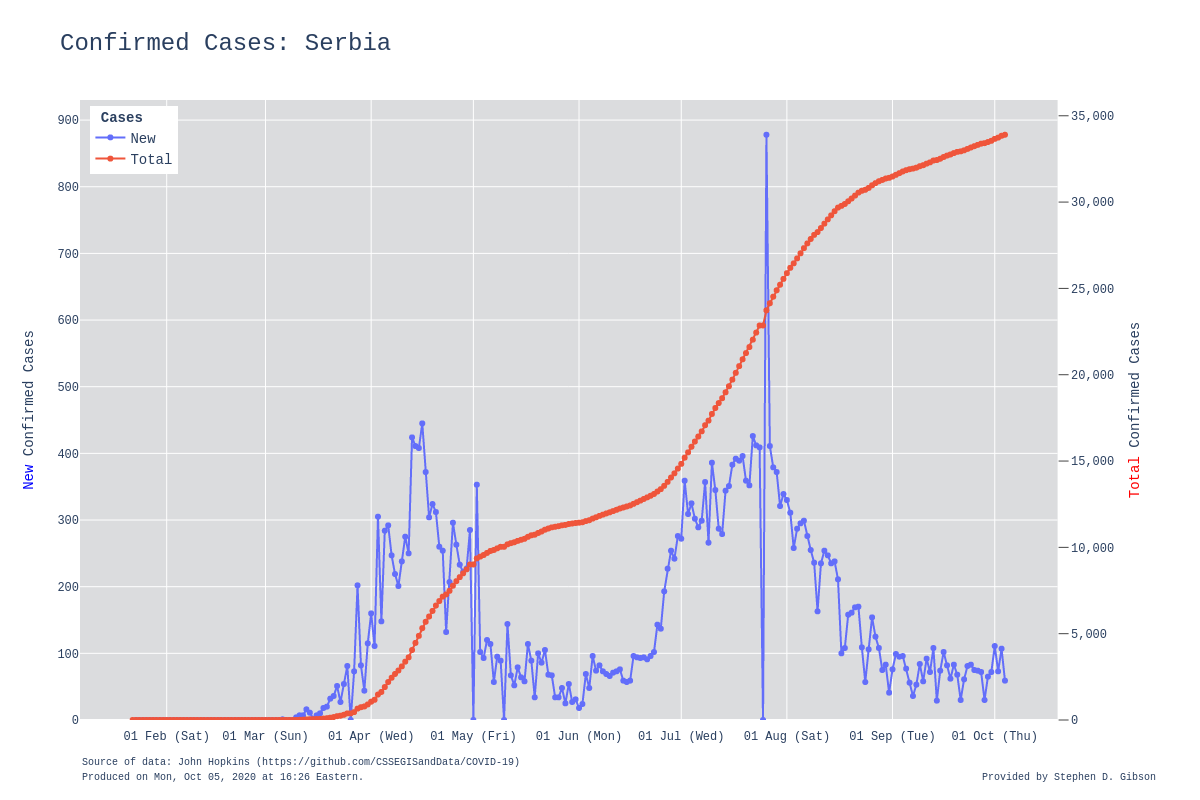 Confirmed Cases: Serbia
Cases
New
Total
900
800
700
600
500
400
300
200
100
0
New Confirmed Cases
35,000
30,000
25,000
20,000
15,000
10,000
5,000
0
Total Confirmed Cases
01 Feb (Sat) 01 Mar (Sun) 01 Apr (Wed) 01 May (Fri) 01 Jun (Mon) 01 Jul (Wed) 01 Aug (Sat) 01 Sep (Tue) 01 Oct (Thu)
Source of data: John Hopkins (https://github.com/CSSEGISandData/COVID-19)
Produced on Mon, Oct 05, 2020 at 16:26 Eastern.
Provided by Stephen D. Gibson